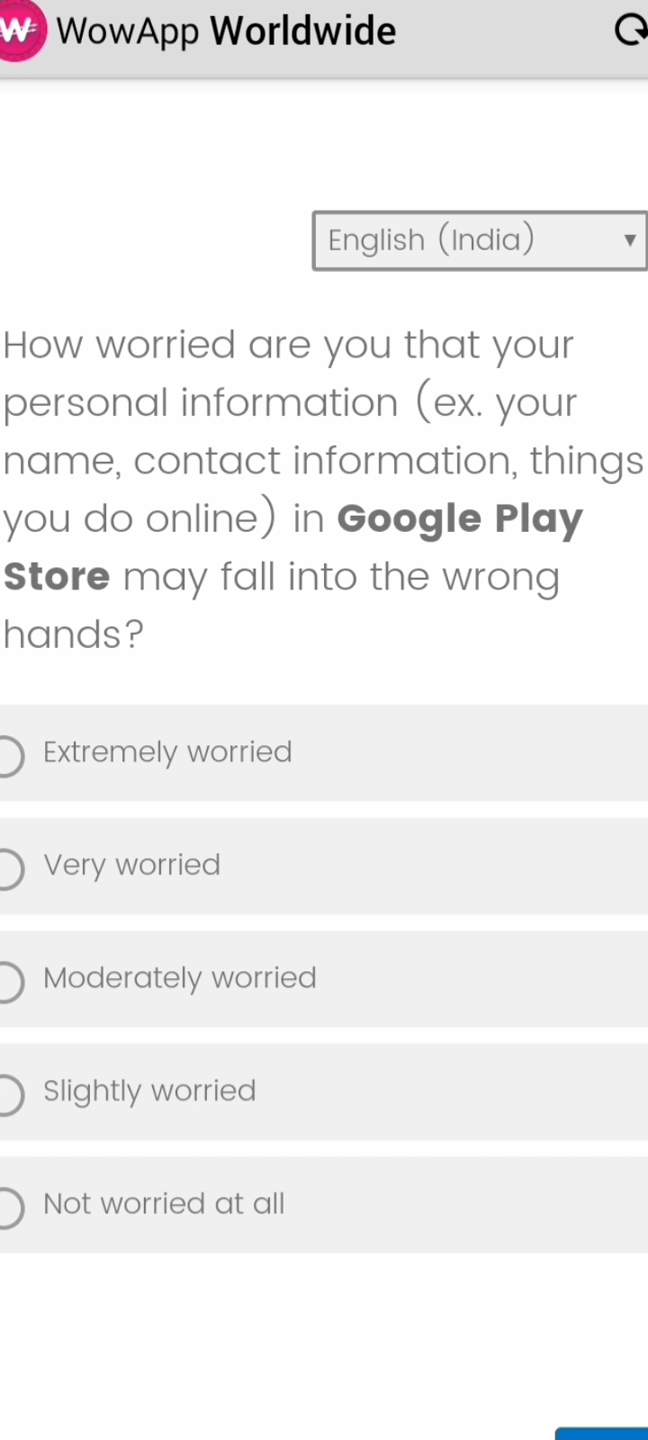 WowApp Worldwide
English (India)
How worried are you that your
personal information (ex. your
name, contact information, things
you do online) in Google Play
Store may fall into the wrong
hands?
Extremely worried
Very worried
Moderately worried
Slightly worried
Not worried at all